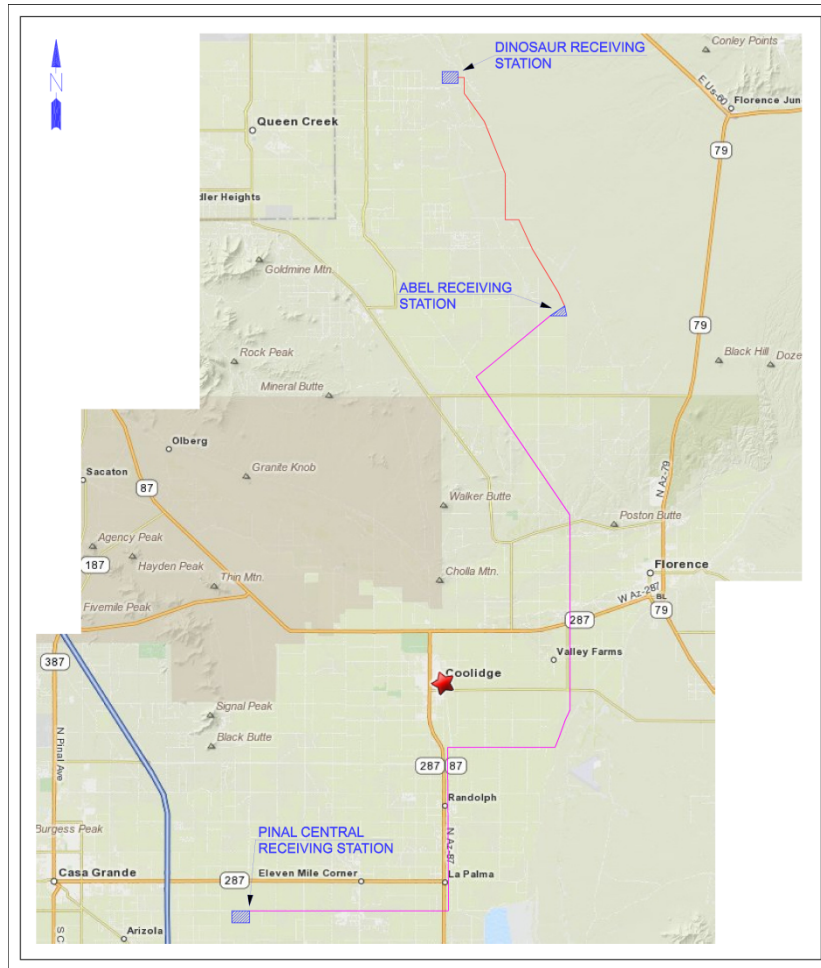 DINOSAUR RECEIVING
STATION
Conley Points
E Us-60
Florence Jun
N
Queen Creek
79
dler Heights
Goldmine Mtn.
ABEL RECEIVING
STATION
79
Rock Peak
Black Hill
Doze
Mineral Butte
Olberg
N Az-79
Sacaton
Granite Knob
87
Walker Butte
Poston Butte
Agency Peak
187
Hayden Peak
Thin Mtn.
Cholla Mtn.
Florence
W Az-287
BL
79
Fivemile Peak
287
387
Valley Farms
Coolidge
Signal Peak
N Pinal Ave
Black Butte
287
87
Randolph
Burgess Peak
PINAL CENTRAL
RECEIVING STATION
N Az-87
Casa Grande
287
Eleven Mile Corner
La Palma
Arizola
S C